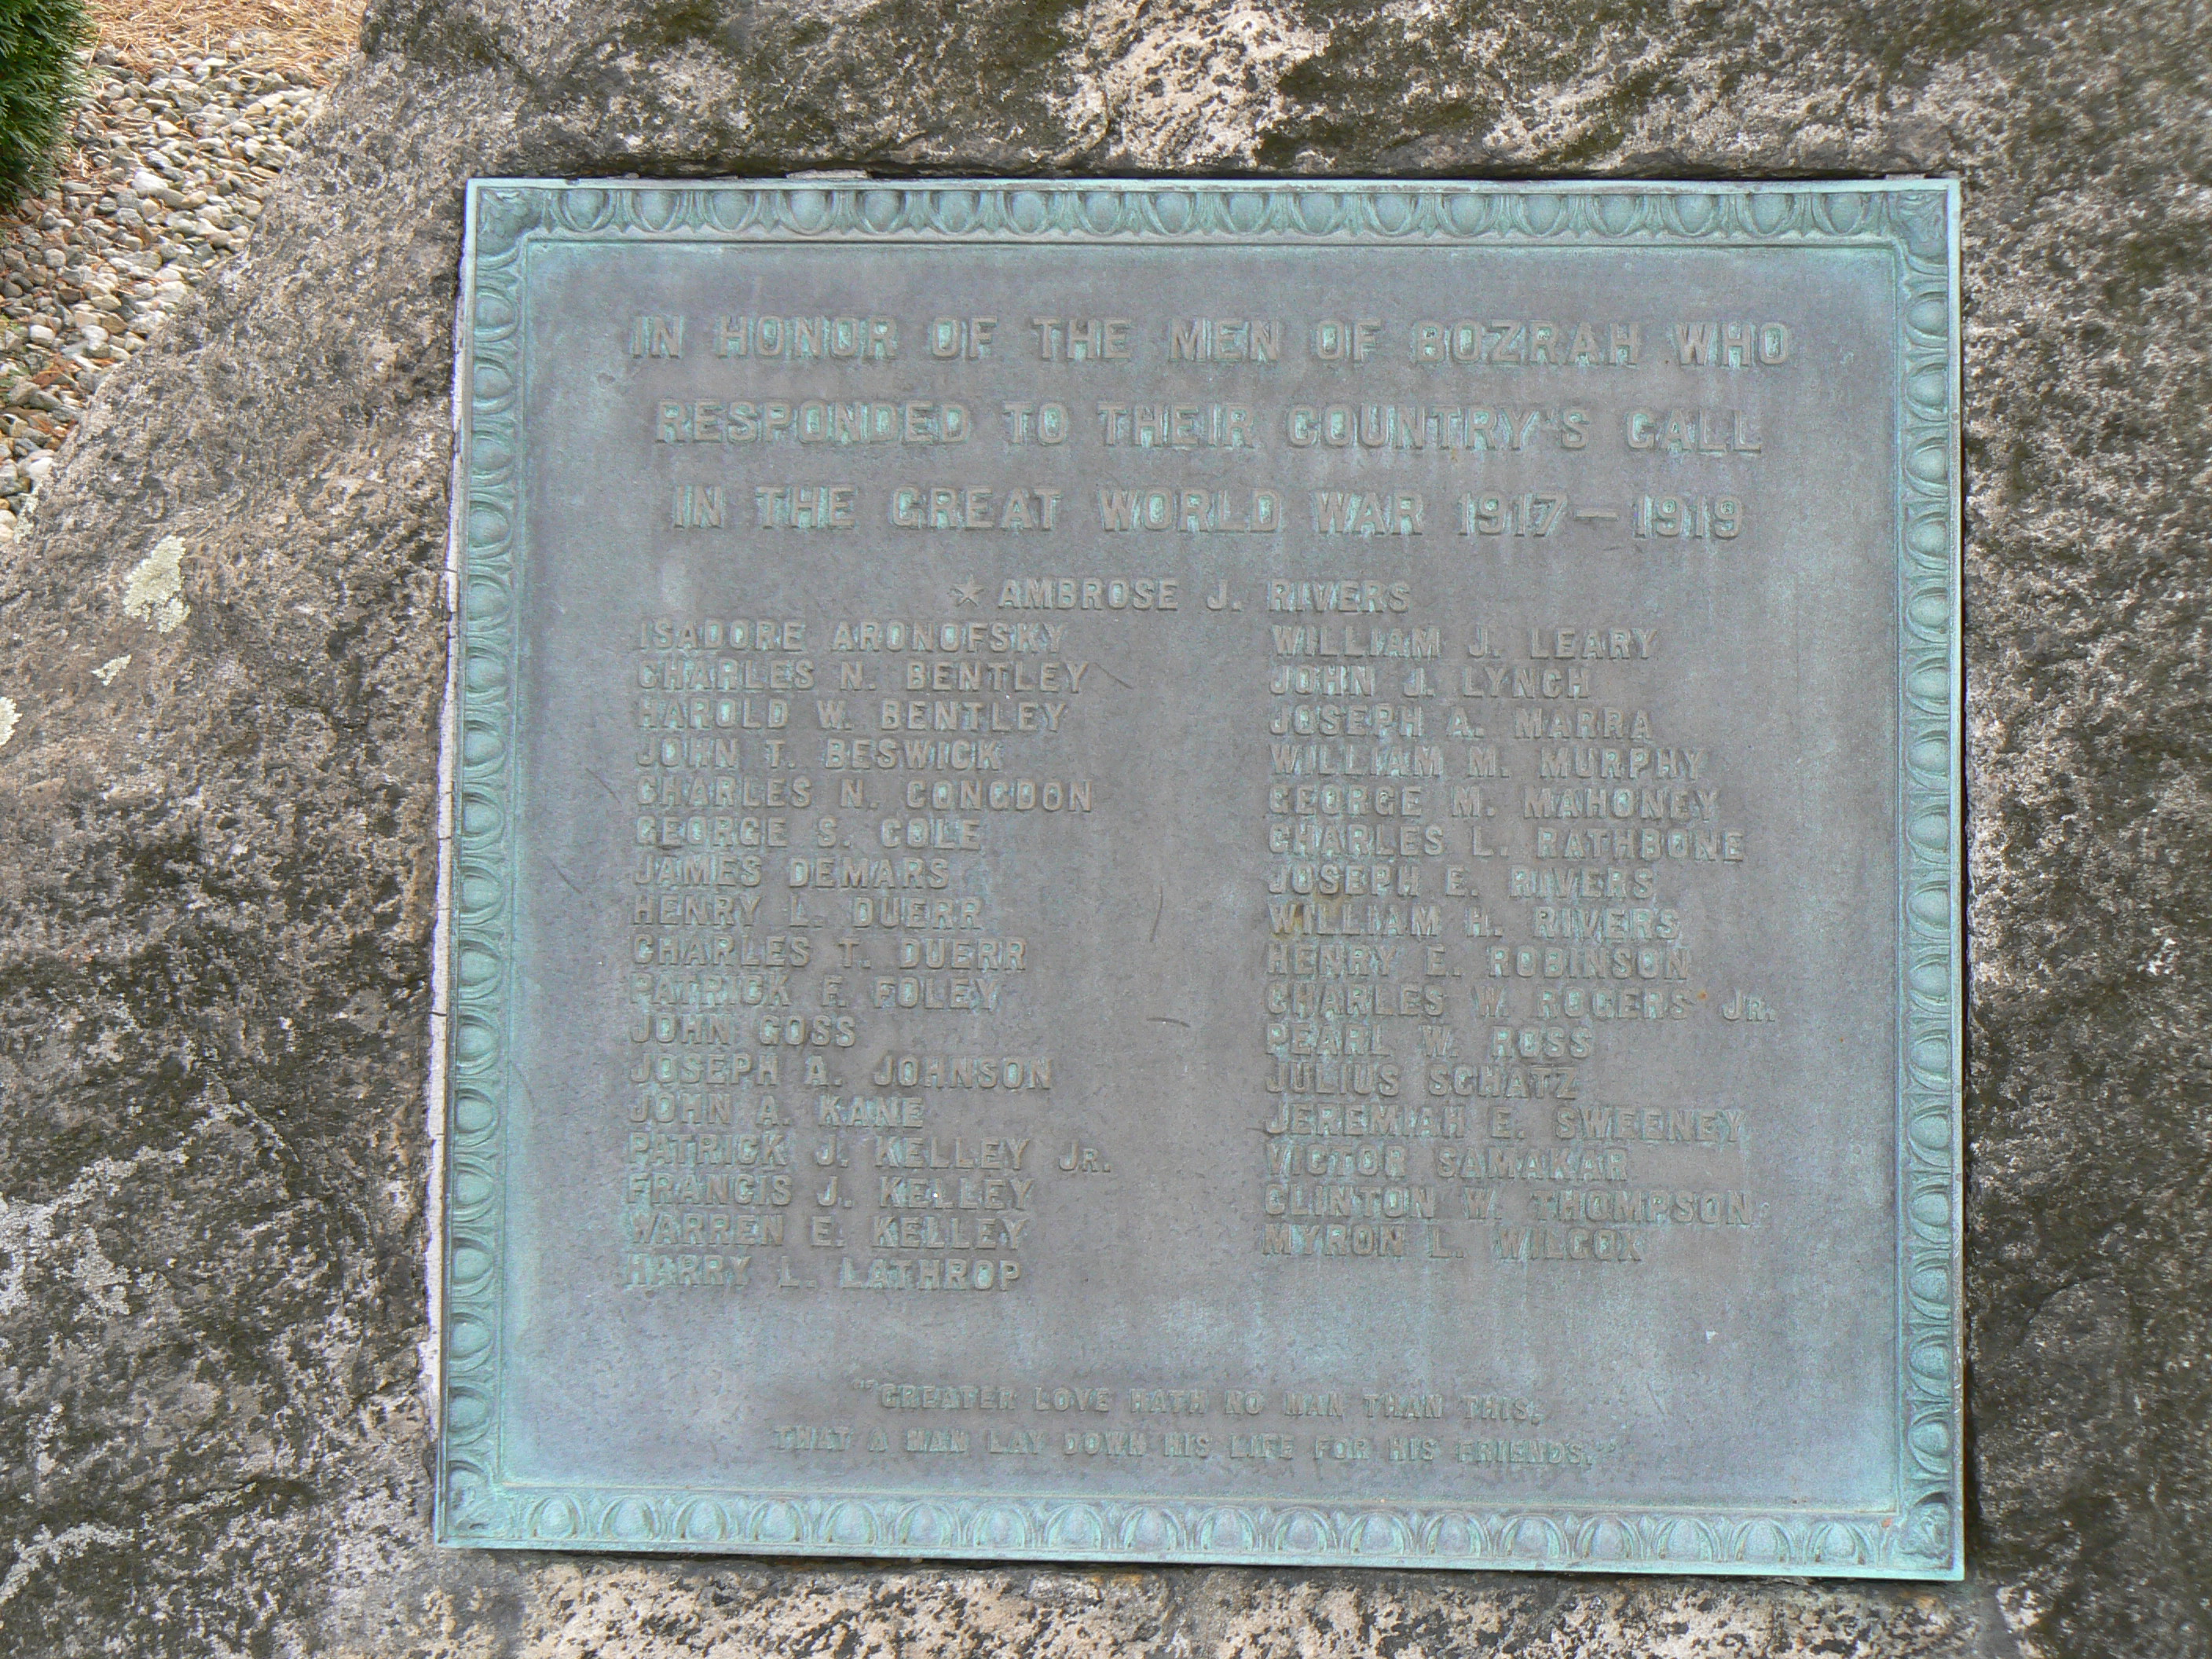 IN HONOR OF THE MEN OF BOZRAH WHO
RESPONDED TO THEIR COUNTRY'S CALL
IN THE GREAT WORLD WAR 1917—1919
★ AMBROSE J. RIVERS
ISADORE ARONOFSKY
CHARLES N. BENTLEY
HAROLD W. BENTLEY
JOHN T. BESWICK
CHARLES N. CONGDON
GEORGE S. COLE
JAMES DEMARS
HENRY L. DUERR
CHARLES T. DUERR
PATRICK F. FOLEY
JOHN GOSS
JOSEPH A. JOHNSON
JOHN A. KANE
PATRICK J. KELLEY JR.
FRANCIS J. KELLEY
WARREN E. KELLEY
HARRY L. LATHROP
WILLIAM J. LEARY
JOHN J. LYNCH
JOSEPH A. MARRA
WILLIAM M. MURPHY
GEORGE M. MAHONEY
CHARLES L. RATHBONE
JOSEPH E. RIVERS
WILLIAM H. RIVERS
HENRY E. ROBINSON
CHARLES W. ROGERS JR.
PEARL W. ROSS
JULIUS SCHATZ
JEREMIAH E. SWEENEY
VICTOR SAMAKAR
CLINTON W. THOMPSON
MYRON L. WILCOX
"GREATER LOVE HATH NO MAN THAN THIS,
THAT A MAN LAY DOWN HIS LIFE FOR HIS FRIENDS."